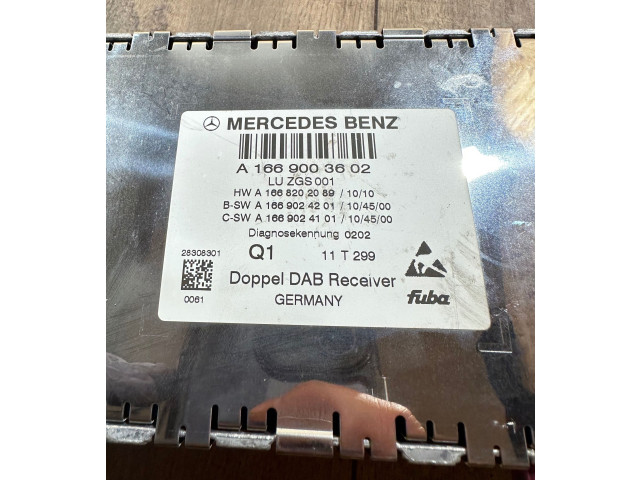 MERCEDES BENZ
A 166 900 36 02
LU ZGS 001
HW A 166 820 20 89 / 10/10
B-SW A 166 902 42 01 / 10/45/00
C-SW A 166 902 41 01 / 10/45/00
Diagnosekennung 0202
28308301 Q1 11 T 299
0061 Doppel DAB Receiver
GERMANY fuba